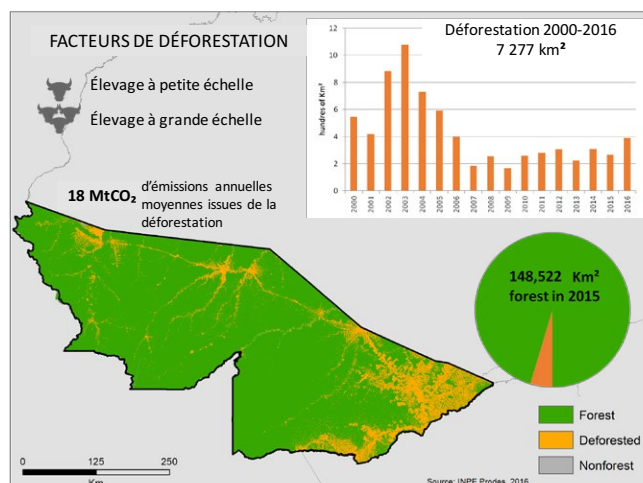 FACTEURS DE DÉFORESTATION
Élevage à petite échelle
Élevage à grande échelle
18 MtCO₂
d'émissions annuelles
moyennes issues de la
déforestation
Déforestation 2000-2016
7 277 km²
hundres of Km²
12
10
8
6
4
2
0
2000
2001
2002
2003
2004
2005
2006
2007
2008
2009
2010
2011
2012
2013
2014
2015
2016
148,522 Km²
forest in 2015
Forest
Deforested
Nonforest
0 125 250
Km
Source: INPE Prodes, 2016